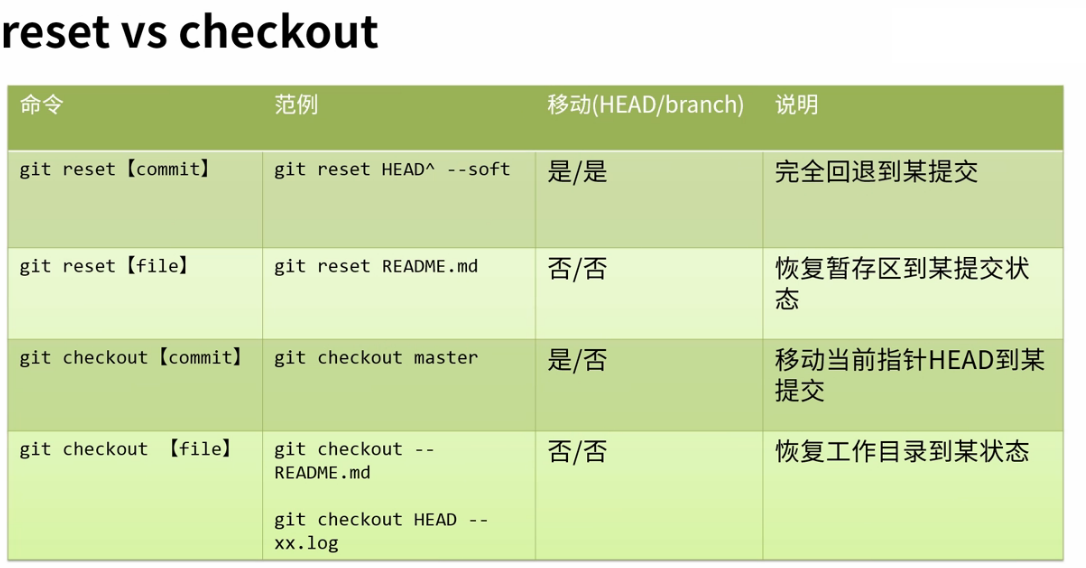 reset vs checkout
命令 范例 移动(HEAD/branch) 说明
git reset【commit】 git reset HEAD^ --soft 是/是 完全回退到某提交
git reset【file】 git reset README.md 否/否 恢复暂存区到某提交状
态
git checkout【commit】 git checkout master 是/否 移动当前指针HEAD到某
提交
git checkout 【file】 git checkout -- 否/否 恢复工作目录到某状态
README.md
git checkout HEAD --
xx.log